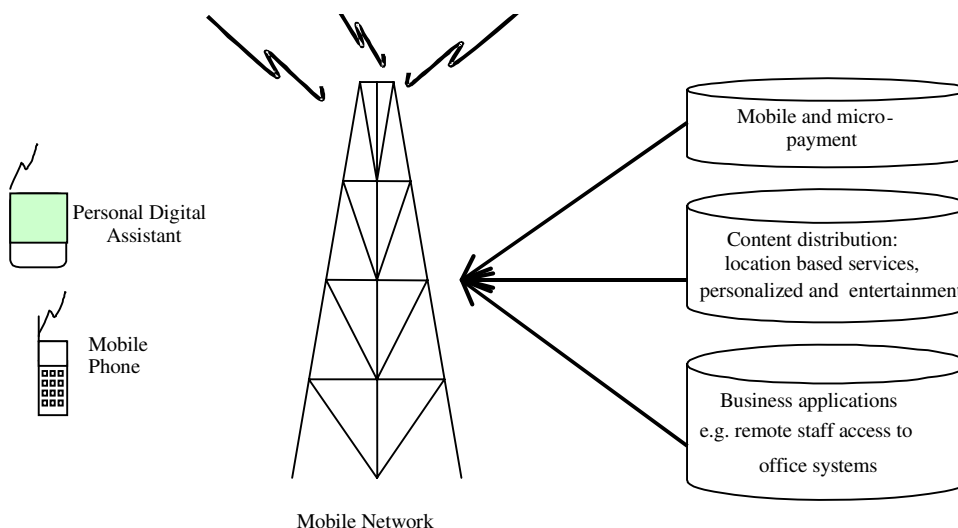 Personal Digital
Assistant
Mobile
Phone
Mobile Network
Mobile and micro-
payment
Content distribution:
location based services,
personalized and entertainment
Business applications
e.g. remote staff access to
office systems